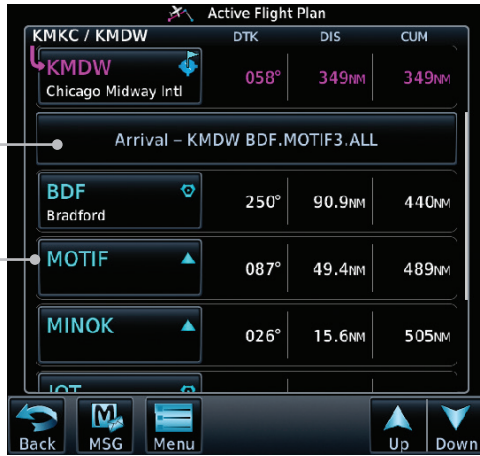 Active Flight Plan
KMKC / KMDW DTK DIS CUM
KMDW 058° 349NM 349NM
Chicago Midway Intl
Arrival – KMDW BDF.MOTIF3.ALL
BDF 250° 90.9NM 440NM
Bradford
MOTIF 087° 49.4NM 489NM
MINOK 026° 15.6NM 505NM
Back MSG Menu Up Down